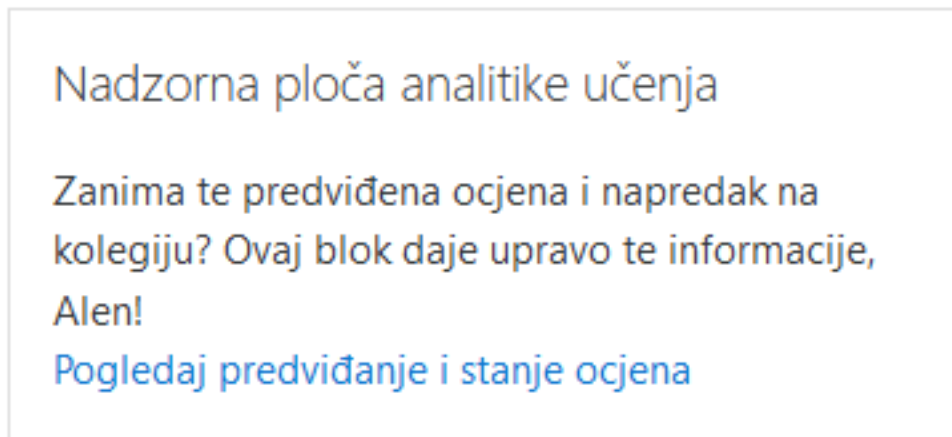 Nadzorna ploča analitike učenja
Zanima te predviđena ocjena i napredak na
kolegiju? Ovaj blok daje upravo te informacije,
Alen!
Pogledaj predviđanje i stanje ocjena